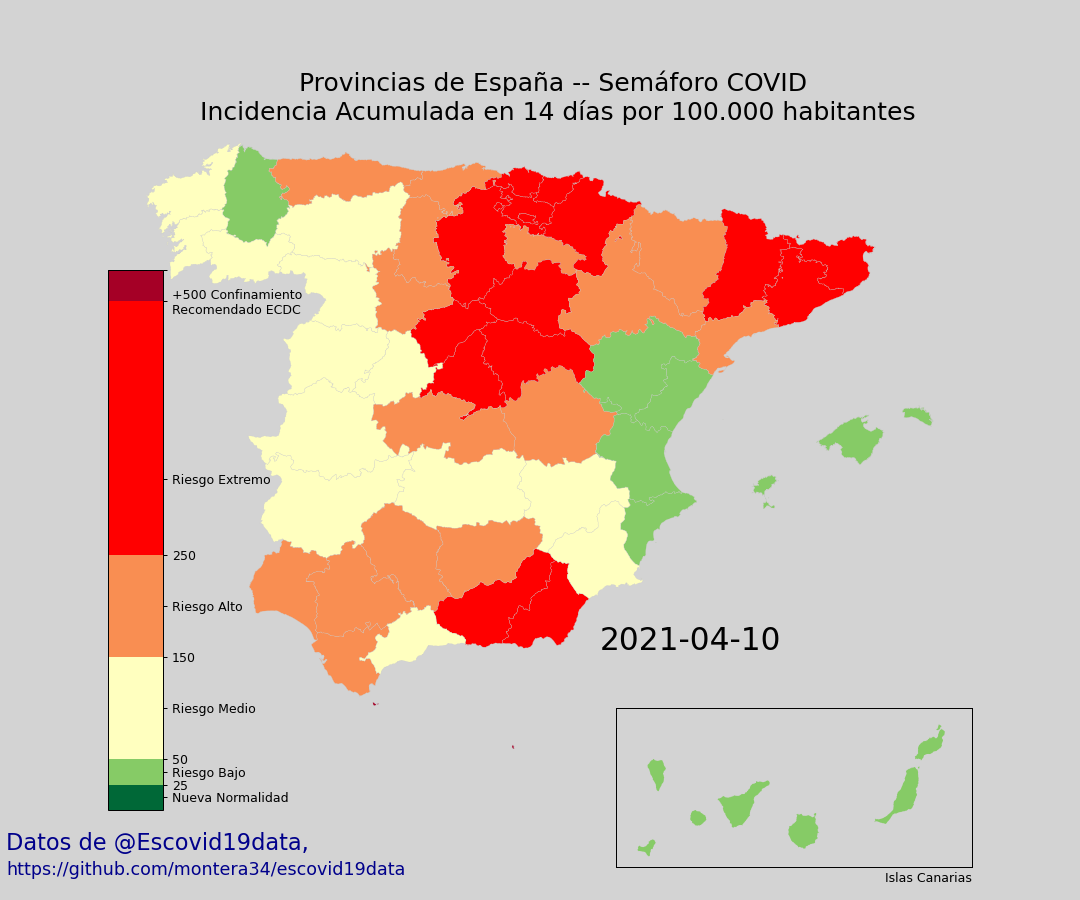 Provincias de España -- Semáforo COVID
Incidencia Acumulada en 14 días por 100.000 habitantes
+500 Confinamiento
Recomendado ECDC
Riesgo Extremo
250
Riesgo Alto
150
Riesgo Medio
50
Riesgo Bajo
25
Nueva Normalidad
2021-04-10
Islas Canarias
Datos de @Escovid19data,
https://github.com/montera34/escovid19data